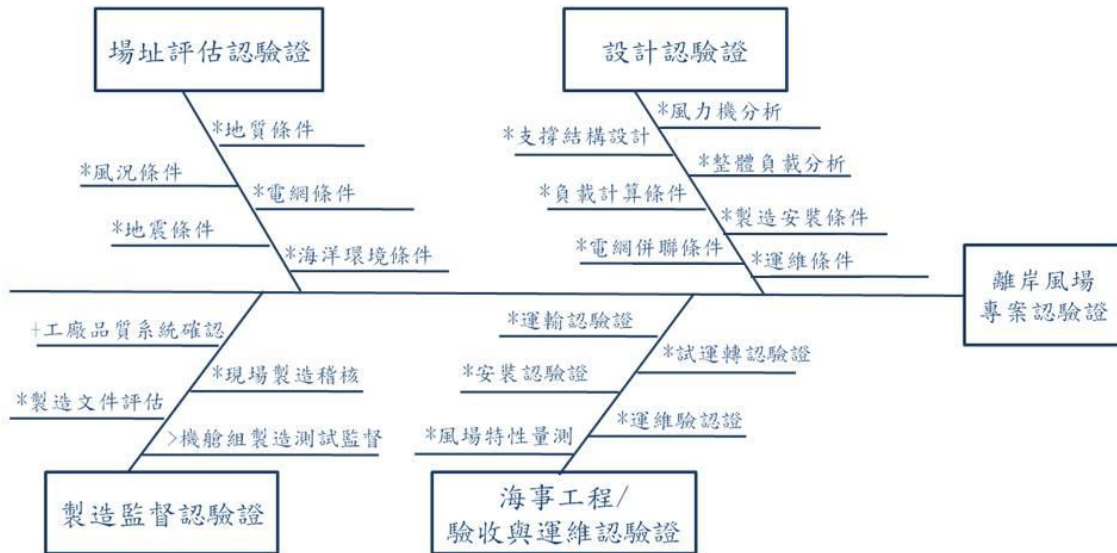 場址評估認驗證
設計認驗證
*地質條件
*風況條件
*電網條件
*地震條件
*海洋環境條件
*風力機分析
*支撐結構設計
*整體負載分析
*負載計算條件
*製造安裝條件
*電網併聯條件
*運維條件
離岸風場
專案認驗證
+工廠品質系統確認
*現場製造稽核
*製造文件評估
>機艙組製造測試監督
*運輸認驗證
*試運轉認驗證
*安裝認驗證
*運維驗認證
*風場特性量測
製造監督認驗證
海事工程/
驗收與運維認驗證